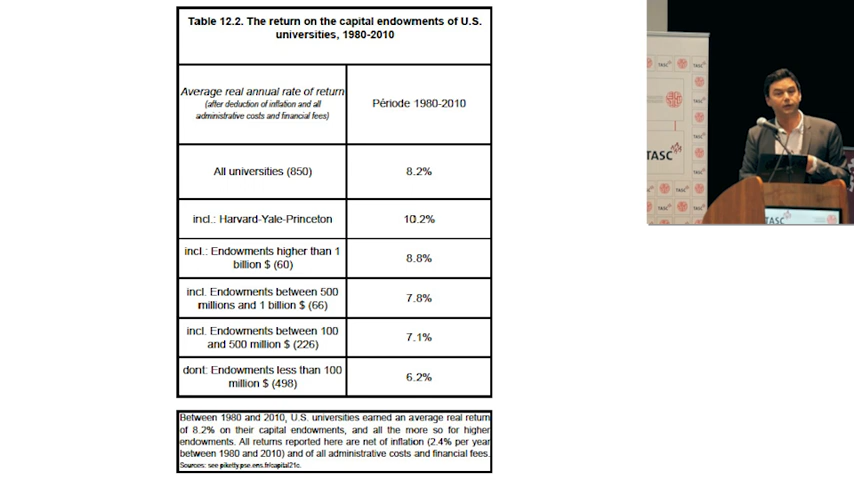 Table 12.2. The return on the capital endowments of U.S.
universities, 1980-2010
Average real annual rate of return
(after deduction of inflation and all
administrative costs and financial fees)
Période 1980-2010
All universities (850)
8.2%
incl.: Harvard-Yale-Princeton
10.2%
incl.: Endowments higher than 1
billion $ (60)
8.8%
incl. Endowments between 500
millions and 1 billion $ (66)
7.8%
incl. Endowments between 100
and 500 million $ (226)
7.1%
dont: Endowments less than 100
million $ (498)
6.2%
Between 1980 and 2010, U.S. universities earned an average real return
of 8.2% on their capital endowments, and all the more so for higher
endowments. All returns reported here are net of inflation (2.4% per year
between 1980 and 2010) and of all administrative costs and financial fees.
Sources: see piketty.pse.ens.fr/capital21c.
TASC
TASC
TASC
TASC
TASC